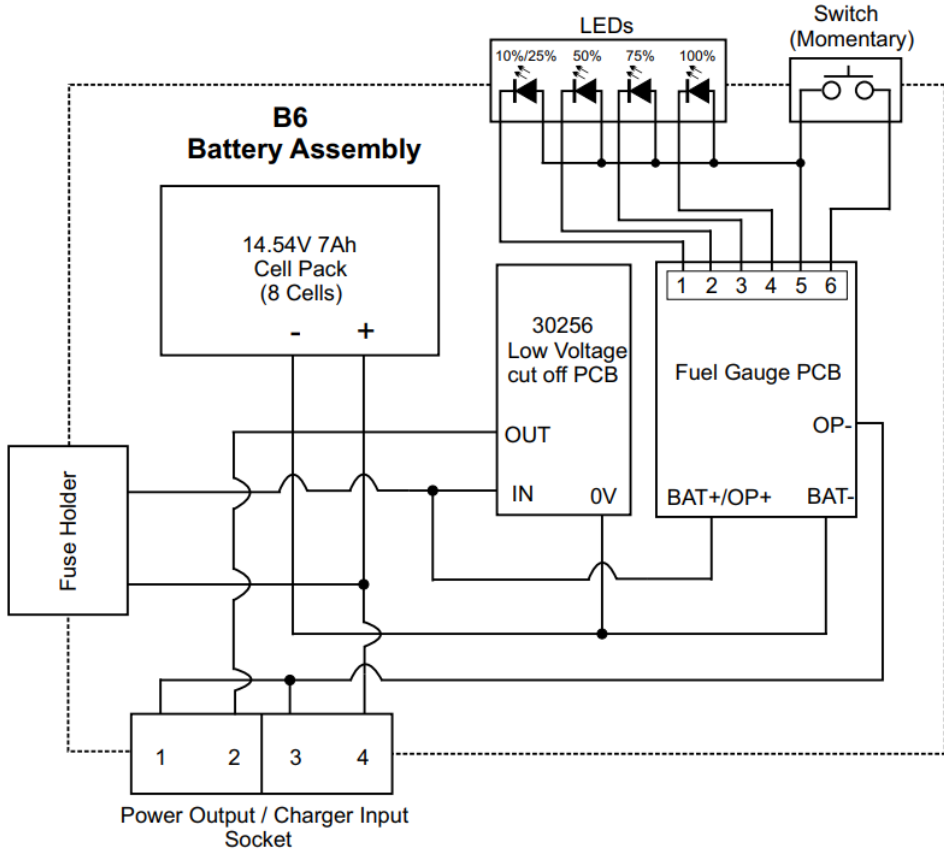 LEDs
Switch
(Momentary)
10%/25% 50% 75% 100%
B6
Battery Assembly
14.54V 7Ah
Cell Pack
(8 Cells)
- +
30256
Low Voltage
cut off PCB
OUT
IN 0V
1 2 3 4 5 6
Fuel Gauge PCB
OP-
BAT+/OP+ BAT-
Fuse Holder
1 2 3 4
Power Output / Charger Input
Socket